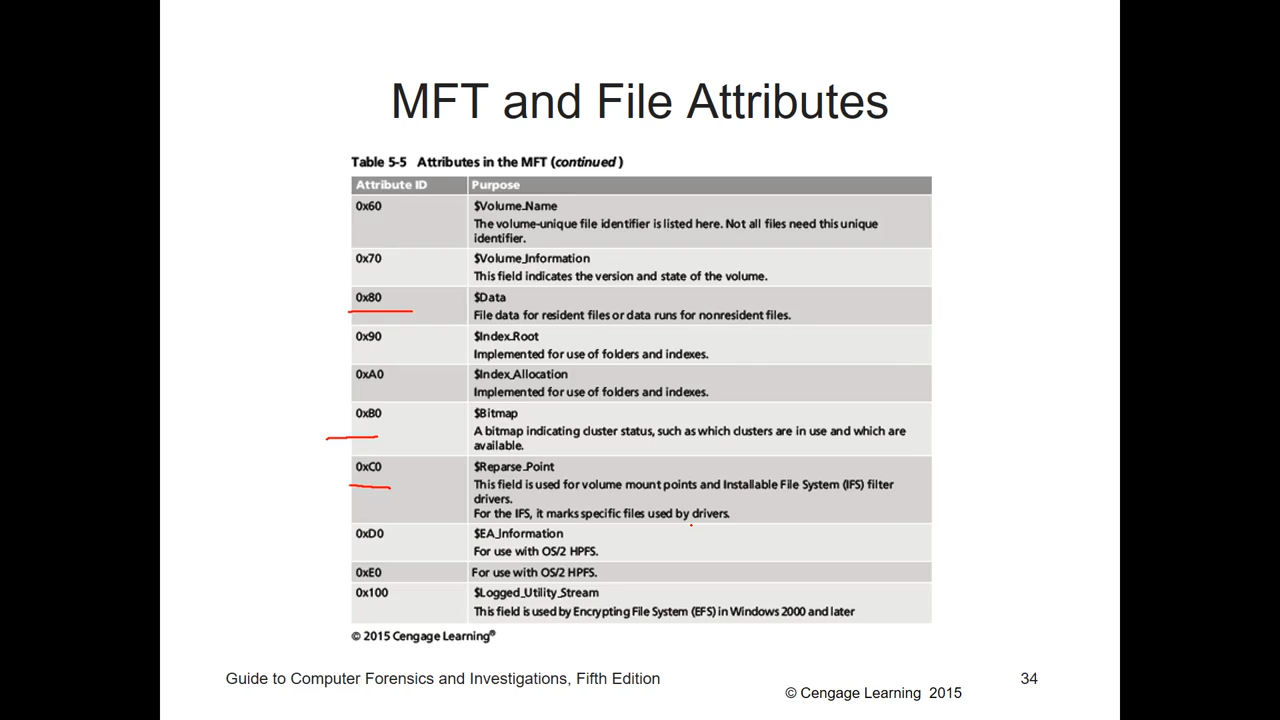 MFT and File Attributes
Table 5-5 Attributes in the MFT (continued)
Attribute ID Purpose
0x60 $Volume_Name
The volume-unique file identifier is listed here. Not all files need this unique
identifier.
0x70 $Volume_Information
This field indicates the version and state of the volume.
0x80 $Data
File data for resident files or data runs for nonresident files.
0x90 $Index_Root
Implemented for use of folders and indexes.
0xA0 $Index_Allocation
Implemented for use of folders and indexes.
0xB0 $Bitmap
A bitmap indicating cluster status, such as which clusters are in use and which are
available.
0xC0 $Reparse_Point
This field is used for volume mount points and Installable File System (IFS) filter
drivers.
For the IFS, it marks specific files used by drivers.
0xD0 $EA_Information
For use with OS/2 HPFS.
0xE0 For use with OS/2 HPFS.
0x100 $Logged_Utility_Stream
This field is used by Encrypting File System (EFS) in Windows 2000 and later
© 2015 Cengage Learning®
Guide to Computer Forensics and Investigations, Fifth Edition 34
© Cengage Learning 2015